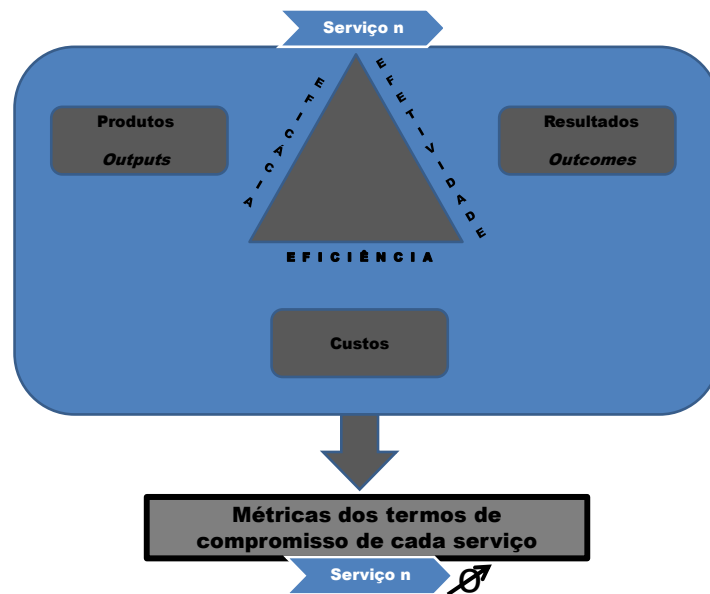 Serviço n
EFICÁCIA
EFETIVIDADE
Produtos
Outputs
Resultados
Outcomes
EFICIÊNCIA
Custos
Métricas dos termos de
compromisso de cada serviço
Serviço n